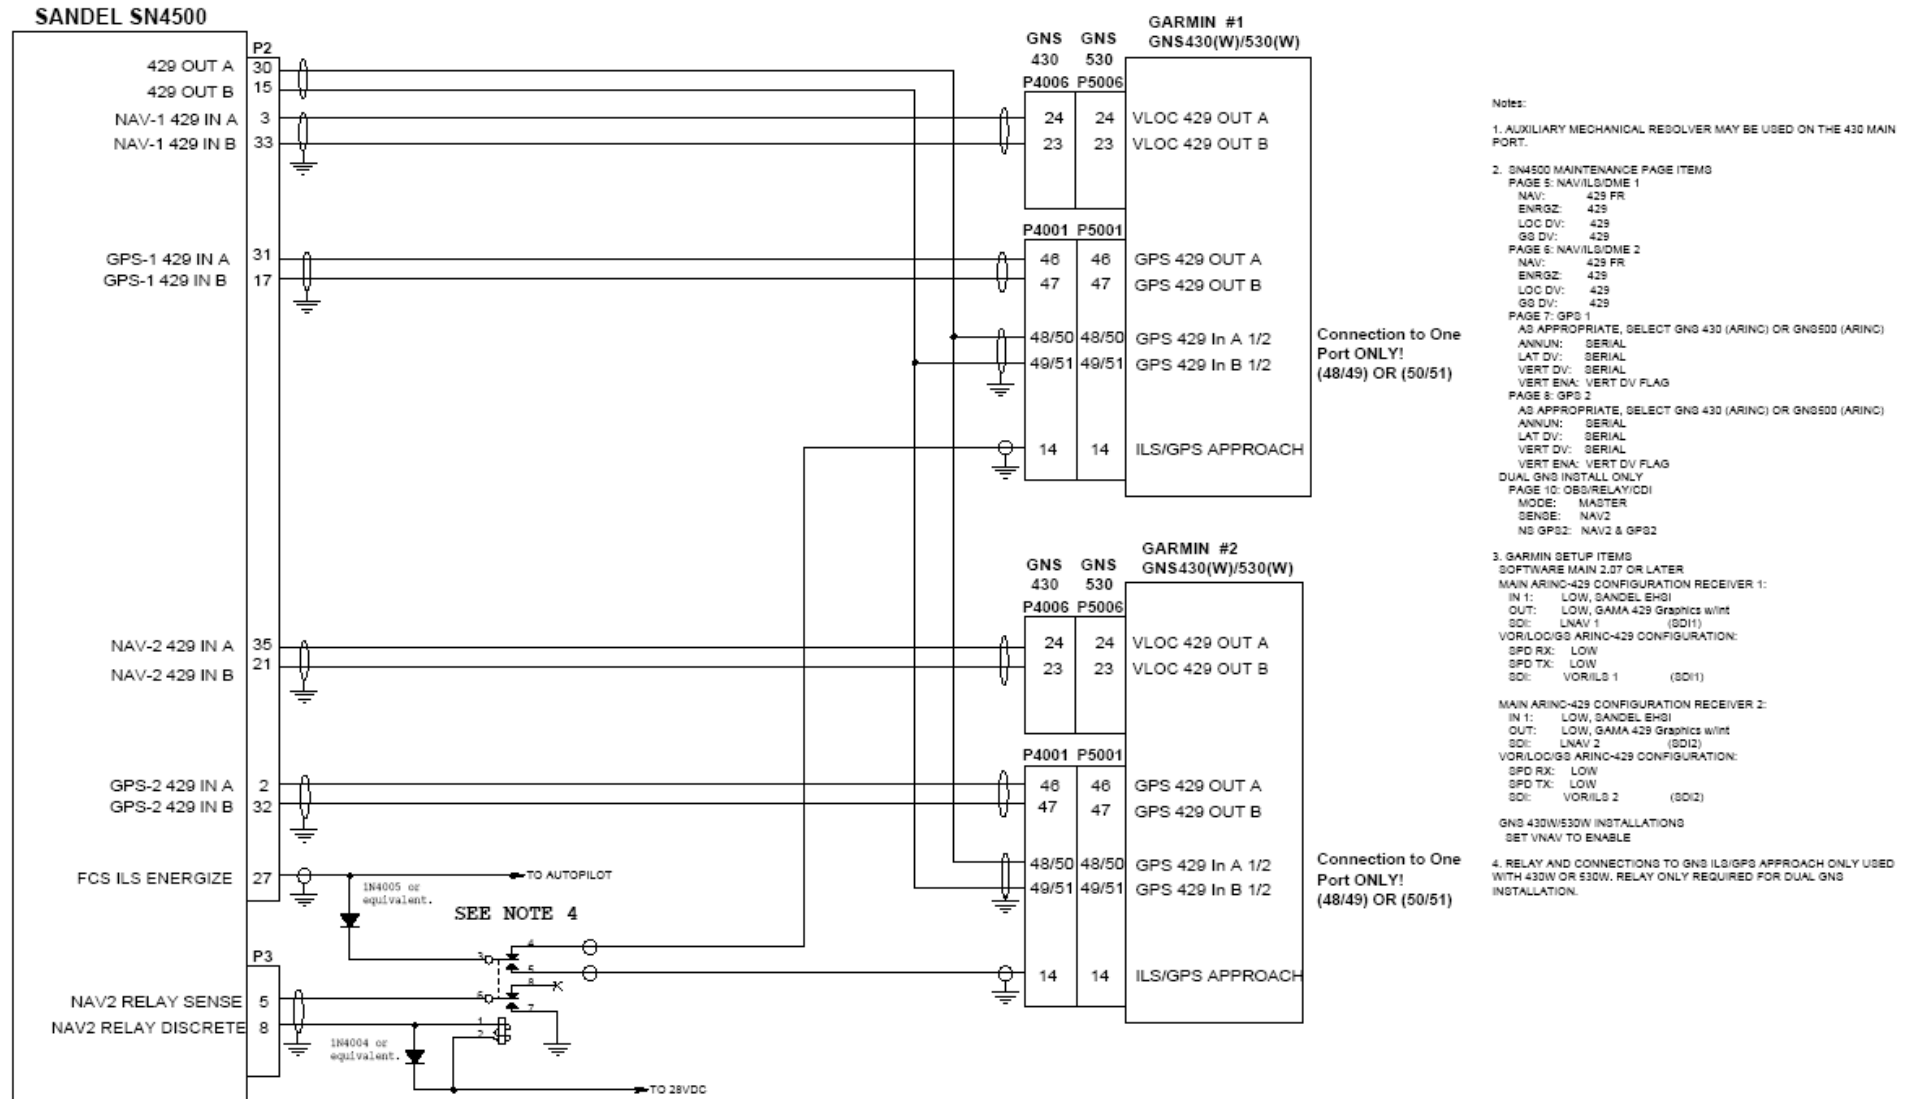 SANDEL SN4500
P2
429 OUT A 30
429 OUT B 15
NAV-1 429 IN A 3
NAV-1 429 IN B 33
GPS-1 429 IN A 31
GPS-1 429 IN B 17
NAV-2 429 IN A 35
NAV-2 429 IN B 21
GPS-2 429 IN A 2
GPS-2 429 IN B 32
FCS ILS ENERGIZE 27
TO AUTOPILOT
1N4005 or
equivalent.
SEE NOTE 4
P3
3
4
5
NAV2 RELAY SENSE 5
6
8
7
NAV2 RELAY DISCRETE 8
1
2
1N4004 or
equivalent.
TO 28VDC
GARMIN #1
GNS430(W)/530(W)
GNS GNS
430 530
P4006 P5006
24 24 VLOC 429 OUT A
23 23 VLOC 429 OUT B
P4001 P5001
46 46 GPS 429 OUT A
47 47 GPS 429 OUT B
48/50 48/50 GPS 429 In A 1/2
49/51 49/51 GPS 429 In B 1/2
14 14 ILS/GPS APPROACH
Connection to One
Port ONLY!
(48/49) OR (50/51)
GARMIN #2
GNS430(W)/530(W)
GNS GNS
430 530
P4006 P5006
24 24 VLOC 429 OUT A
23 23 VLOC 429 OUT B
P4001 P5001
46 46 GPS 429 OUT A
47 47 GPS 429 OUT B
48/50 48/50 GPS 429 In A 1/2
49/51 49/51 GPS 429 In B 1/2
14 14 ILS/GPS APPROACH
Connection to One
Port ONLY!
(48/49) OR (50/51)
Notes:
1. AUXILIARY MECHANICAL RESOLVER MAY BE USED ON THE 430 MAIN
PORT.
2. SN4500 MAINTENANCE PAGE ITEMS
PAGE 5: NAV/ILS/DME 1
NAV: 429 FR
ENRGZ: 429
LOC DV: 429
GS DV: 429
PAGE 6: NAV/ILS/DME 2
NAV: 429 FR
ENRGZ: 429
LOC DV: 429
GS DV: 429
PAGE 7: GPS 1
AS APPROPRIATE, SELECT GNS 430 (ARINC) OR GNS500 (ARINC)
ANNUN: SERIAL
LAT DV: SERIAL
VERT DV: SERIAL
VERT ENA: VERT DV FLAG
PAGE 8: GPS 2
AS APPROPRIATE, SELECT GNS 430 (ARINC) OR GNS500 (ARINC)
ANNUN: SERIAL
LAT DV: SERIAL
VERT DV: SERIAL
VERT ENA: VERT DV FLAG
DUAL GNS INSTALL ONLY
PAGE 10: OBS/RELAY/CDI
MODE: MASTER
SENSE: NAV2
NS GPS2: NAV2 & GPS2
3. GARMIN SETUP ITEMS
SOFTWARE MAIN 2.07 OR LATER
MAIN ARINC-429 CONFIGURATION RECEIVER 1:
IN 1: LOW, SANDEL EHSI
OUT: LOW, GAMA 429 Graphics w/Int
SDI: LNAV 1 (SDI1)
VOR/LOC/GS ARINC-429 CONFIGURATION:
SPD RX: LOW
SPD TX: LOW
SDI: VOR/ILS 1 (SDI1)
MAIN ARINC-429 CONFIGURATION RECEIVER 2:
IN 1: LOW, SANDEL EHSI
OUT: LOW, GAMA 429 Graphics w/Int
SDI: LNAV 2 (SDI2)
VOR/LOC/GS ARINC-429 CONFIGURATION:
SPD RX: LOW
SPD TX: LOW
SDI: VOR/ILS 2 (SDI2)
GNS 430W/530W INSTALLATIONS
SET VNAV TO ENABLE
4. RELAY AND CONNECTIONS TO GNS ILS/GPS APPROACH ONLY USED
WITH 430W OR 530W. RELAY ONLY REQUIRED FOR DUAL GNS
INSTALLATION.